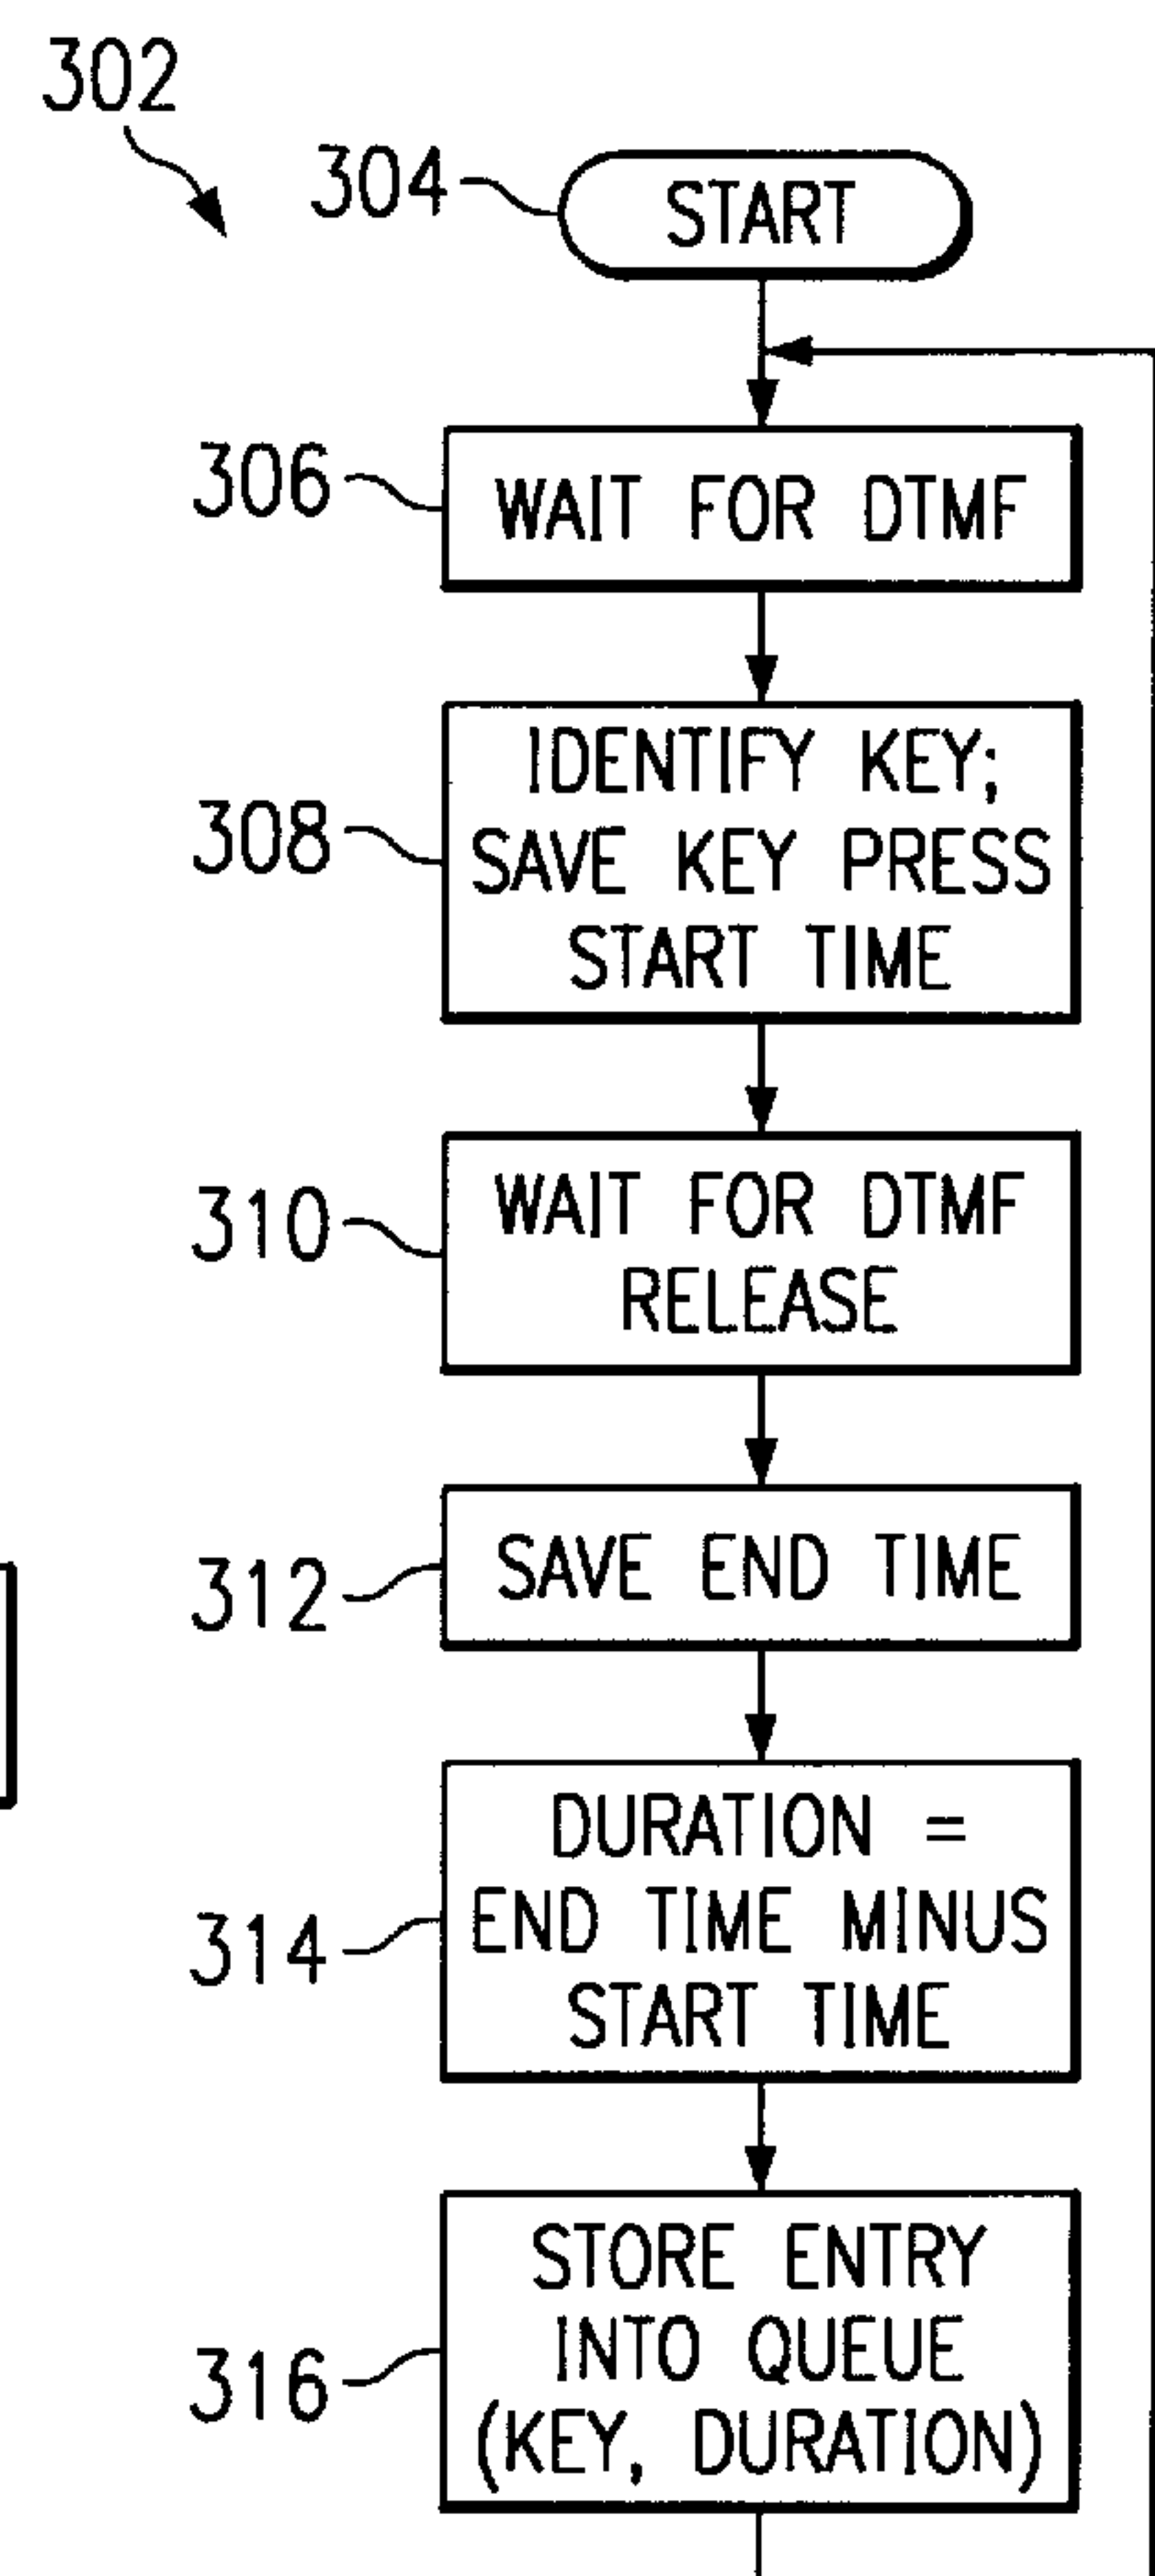 302
304
START
306
WAIT FOR DTMF
308
IDENTIFY KEY;
SAVE KEY PRESS
START TIME
310
WAIT FOR DTMF
RELEASE
312
SAVE END TIME
314
DURATION =
END TIME MINUS
START TIME
316
STORE ENTRY
INTO QUEUE
(KEY, DURATION)